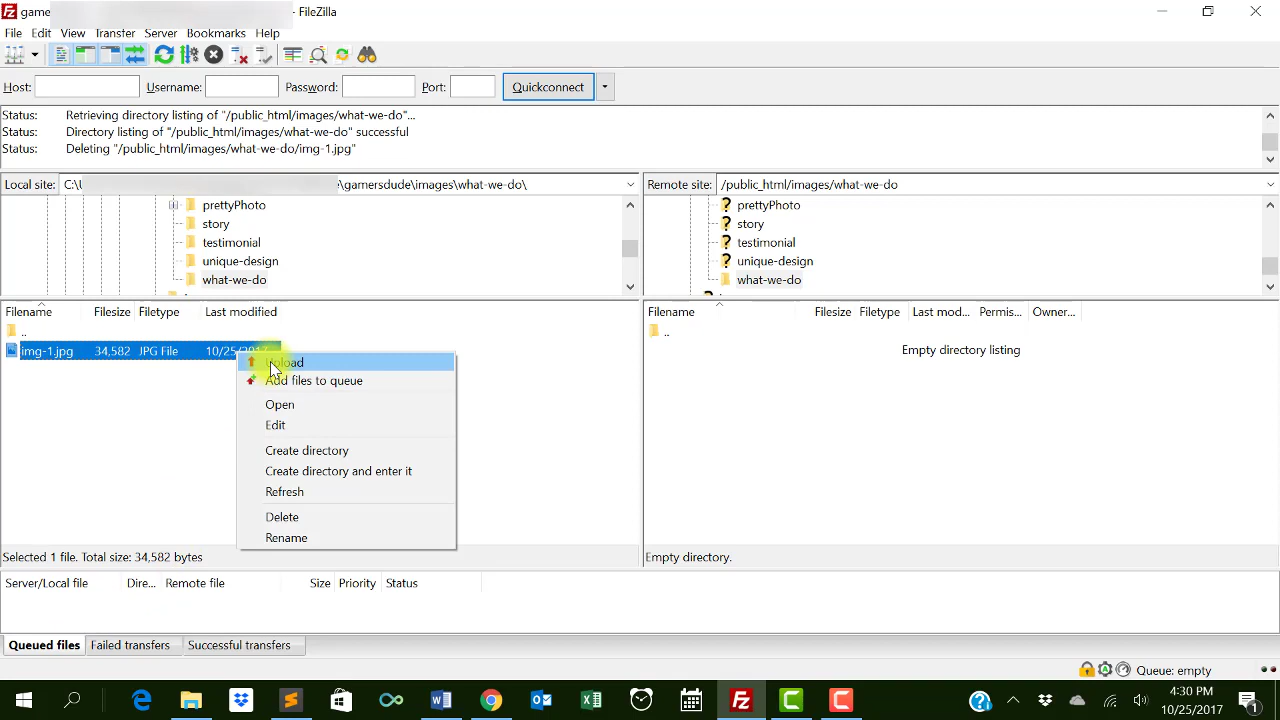 game
- FileZilla
File Edit View Transfer Server Bookmarks Help
Host: Username: Password: Port: Quickconnect
Status: Retrieving directory listing of "/public_html/images/what-we-do"...
Status: Directory listing of "/public_html/images/what-we-do" successful
Status: Deleting "/public_html/images/what-we-do/img-1.jpg"
Local site: \gamersdude\images\what-we-do\
Remote site: /public_html/images/what-we-do
prettyPhoto
story
testimonial
unique-design
what-we-do
prettyPhoto
story
testimonial
unique-design
what-we-do
Filename Filesize Filetype Last modified
..
img-1.jpg 34,582 JPG File 10/25/2017
Upload
Add files to queue
Open
Edit
Create directory
Create directory and enter it
Refresh
Delete
Rename
Selected 1 file. Total size: 34,582 bytes
Filename Filesize Filetype Last mod... Permis... Owner...
..
Empty directory listing
Empty directory.
Server/Local file Dire... Remote file Size Priority Status
Queued files Failed transfers Successful transfers
Queue: empty
4:30 PM
10/25/2017
1